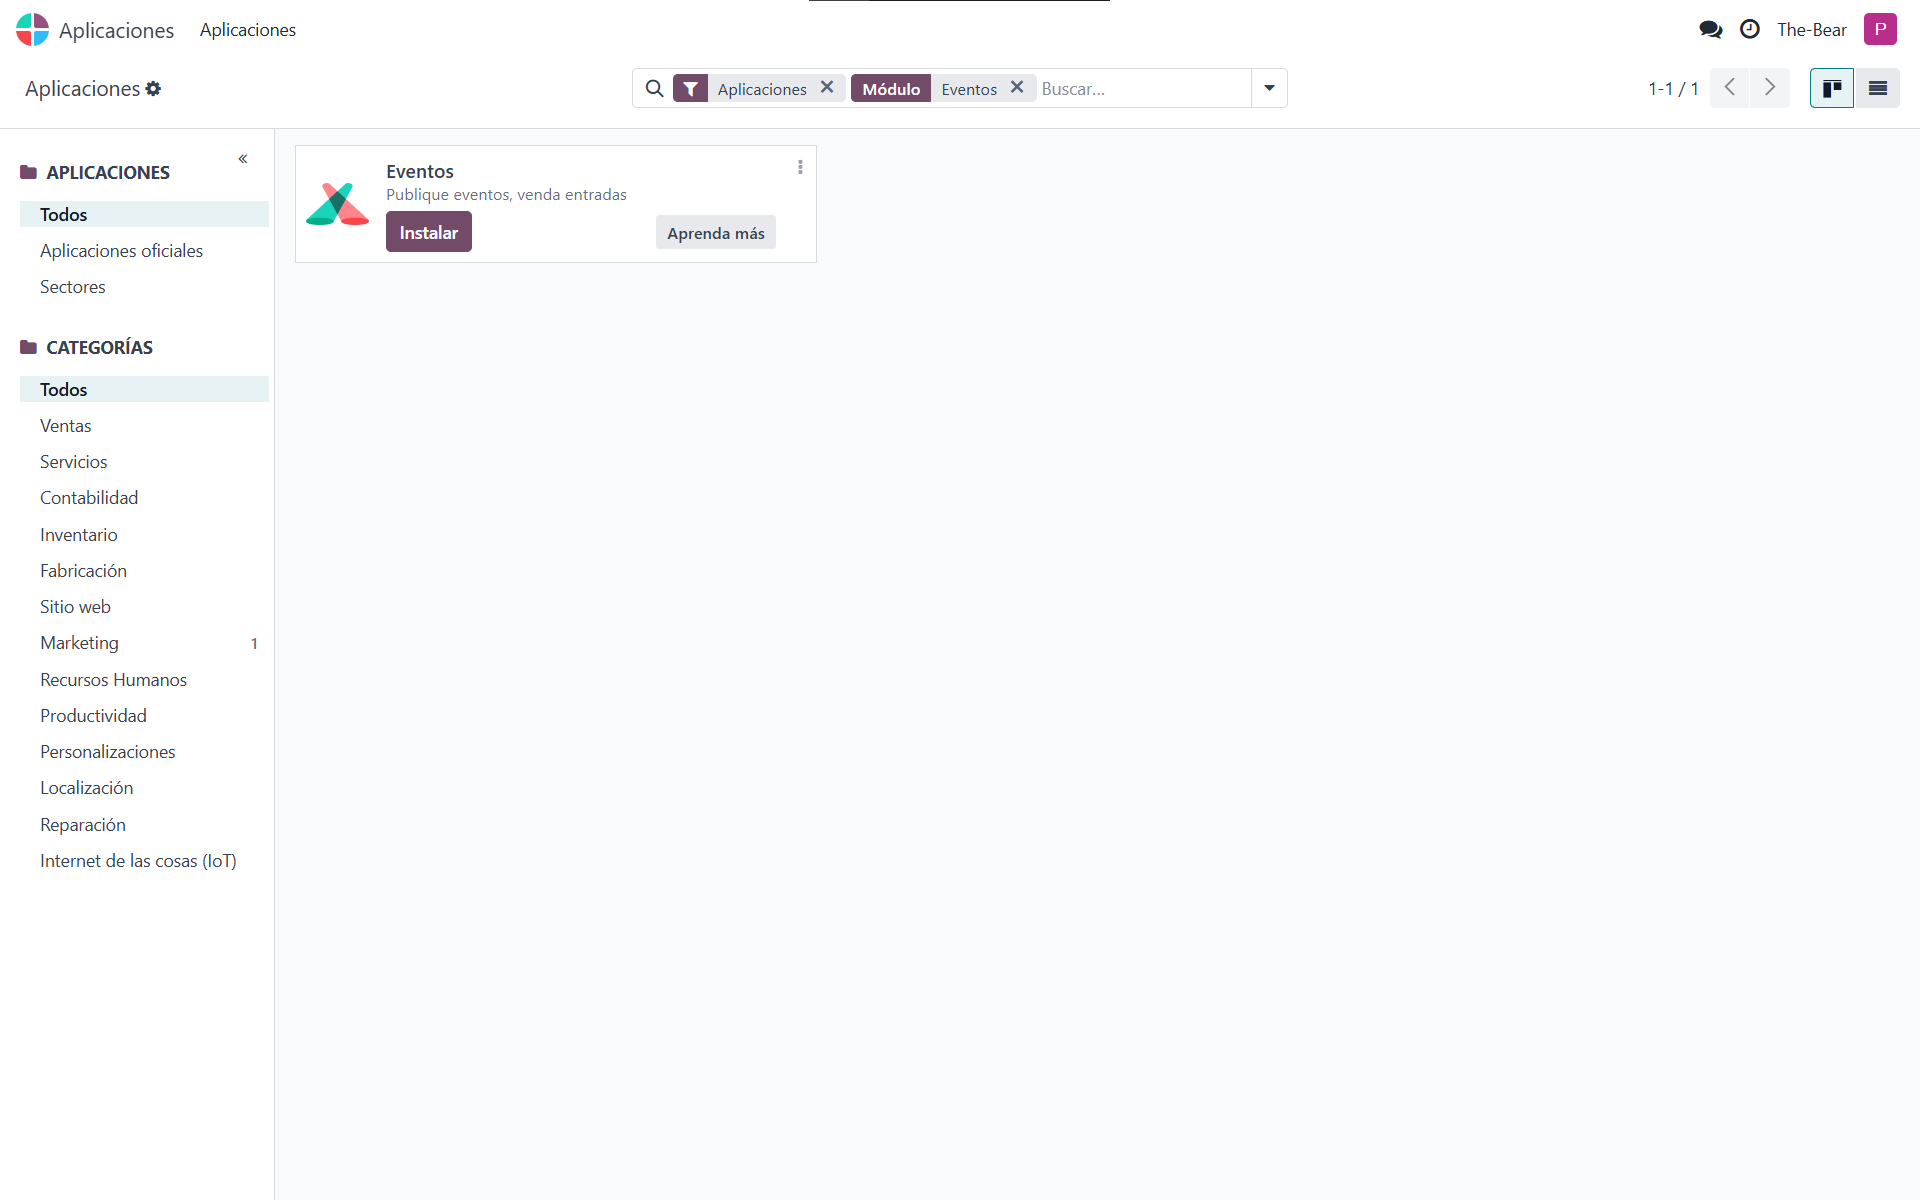 Aplicaciones
Aplicaciones
The-Bear
P
Aplicaciones
Aplicaciones
Módulo
Eventos
Buscar...
1-1 / 1
APLICACIONES
Todos
Aplicaciones oficiales
Sectores
CATEGORÍAS
Todos
Ventas
Servicios
Contabilidad
Inventario
Fabricación
Sitio web
Marketing 1
Recursos Humanos
Productividad
Personalizaciones
Localización
Reparación
Internet de las cosas (IoT)
Eventos
Publique eventos, venda entradas
Instalar
Aprenda más